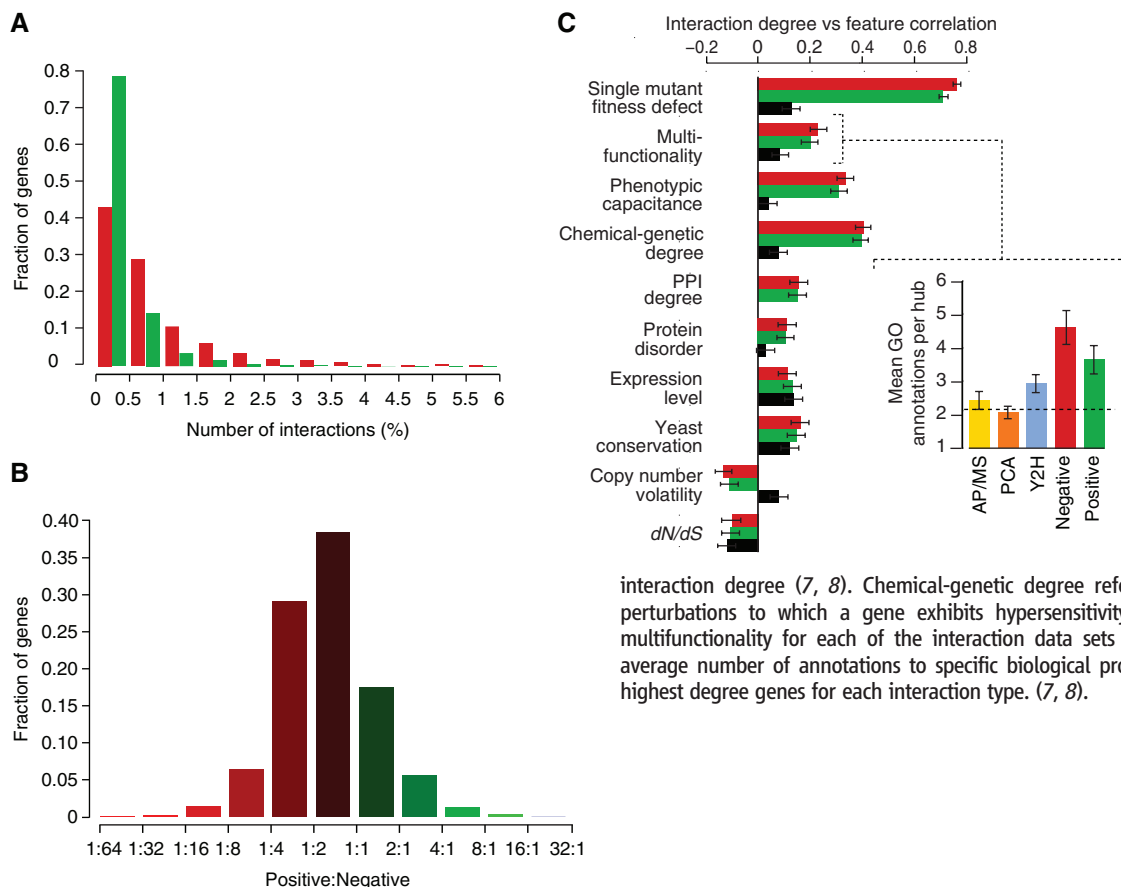 A
0.8
0.7
0.6
0.5
0.4
0.3
0.2
0.1
0
Fraction of genes
0 0.5 1 1.5 2 2.5 3 3.5 4 4.5 5 5.5 6
Number of interactions (%)
B
0.40
0.35
0.30
0.25
0.20
0.15
0.10
0.05
0
Fraction of genes
1:64 1:32 1:16 1:8 1:4 1:2 1:1 2:1 4:1 8:1 16:1 32:1
Positive:Negative
C
Interaction degree vs feature correlation
−0.2 0 0.2 0.4 0.6 0.8
Single mutant
fitness defect
Multi-
functionality
Phenotypic
capacitance
Chemical-genetic
degree
PPI
degree
Protein
disorder
Expression
level
Yeast
conservation
Copy number
volatility
dN/dS
Mean GO
annotations per hub
6
5
4
3
2
1
AP/MS
PCA
Y2H
Negative
Positive
interaction degree (7, 8). Chemical-genetic degree refe
perturbations to which a gene exhibits hypersensitivity
multifunctionality for each of the interaction data sets
average number of annotations to specific biological pro
highest degree genes for each interaction type. (7, 8).